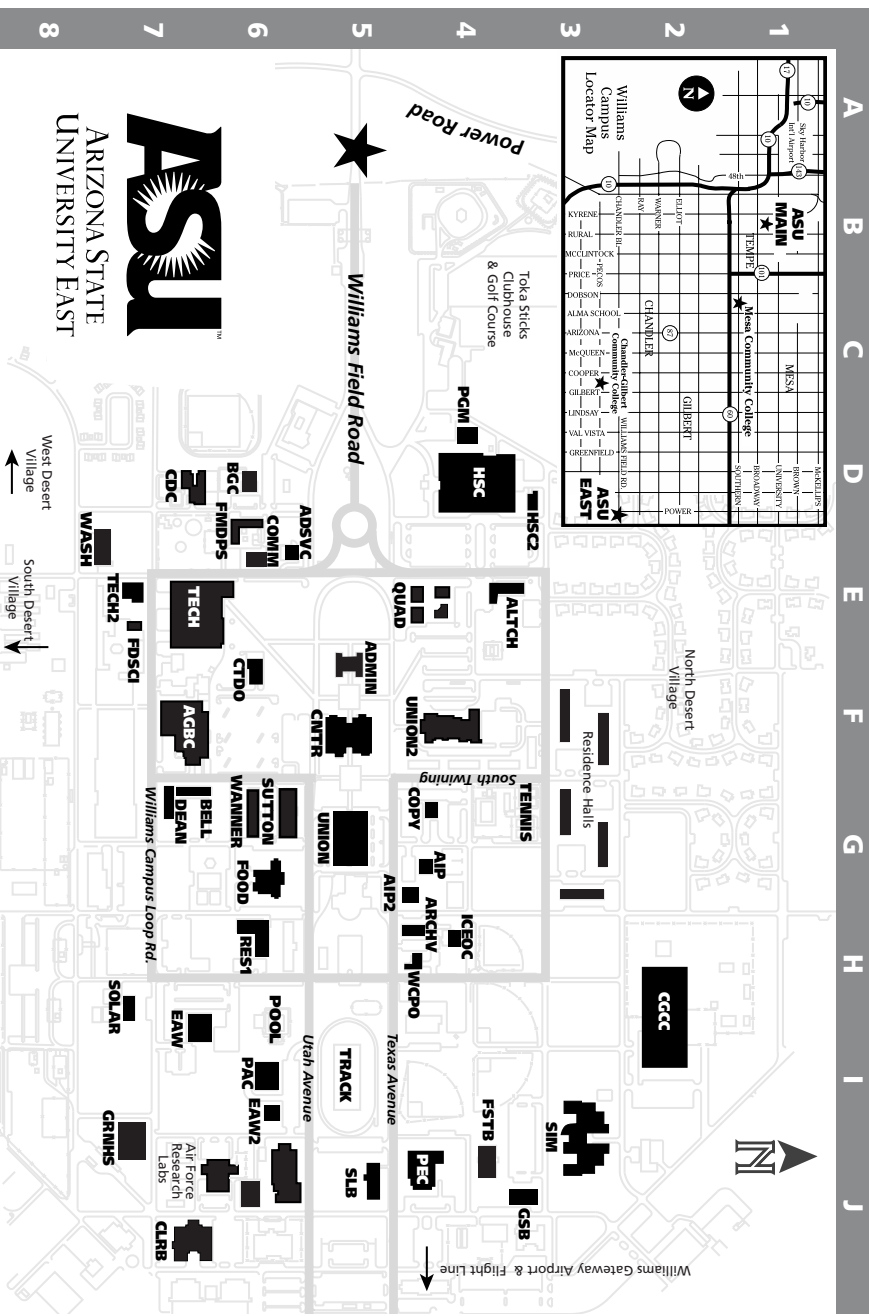 A
B
C
D
E
F
G
H
I
J
1
2
3
4
5
6
7
8
Williams
Campus
Locator Map
N
17
10
Sky Harbor
Int'l Airport
10
143
48th
10
ASU
MAIN
TEMPE
101
Mesa Community College
MESA
60
87
CHANDLER
GILBERT
Chandler-Gilbert
Community College
ASU
EAST
KYRENE
RURAL
McCLINTOCK
PRICE
DOBSON
ALMA SCHOOL
ARIZONA
McQUEEN
COOPER
GILBERT
LINDSAY
VAL VISTA
GREENFIELD
POWER
McKELLIPS
BROWN
UNIVERSITY
BROADWAY
SOUTHERN
ELLIOT
WARNER
RAY
CHANDLER BL
WILLIAMS FIELD RD.
PECOS
N
North Desert
Village
Residence Halls
CGCC
SIM
Power Road
Toka Sticks
Clubhouse
& Golf Course
PGM
HSC
HSC2
ALTCH
QUAD
UNION2
South Twining
TENNIS
COPY
AIP
AIP2
ARCHV
ICEOC
WCPO
FSTB
GSB
PEC
Williams Gateway Airport & Flight Line
Williams Field Road
ADMIN
CNTR
UNION
Texas Avenue
TRACK
SLB
Utah Avenue
ADSVC
COMM
FMDPS
BGC
CDC
WASH
TECH
TECH2
FDSCI
CTDO
AGBC
SUTTON
WANNER
BELL
DEAN
FOOD
RES1
Williams Campus Loop Rd.
POOL
PAC
EAW
EAW2
SOLAR
GRNHS
Air Force
Research
Labs
CLRB
West Desert
Village
South Desert
Village
ASU™
ARIZONA STATE
UNIVERSITY EAST